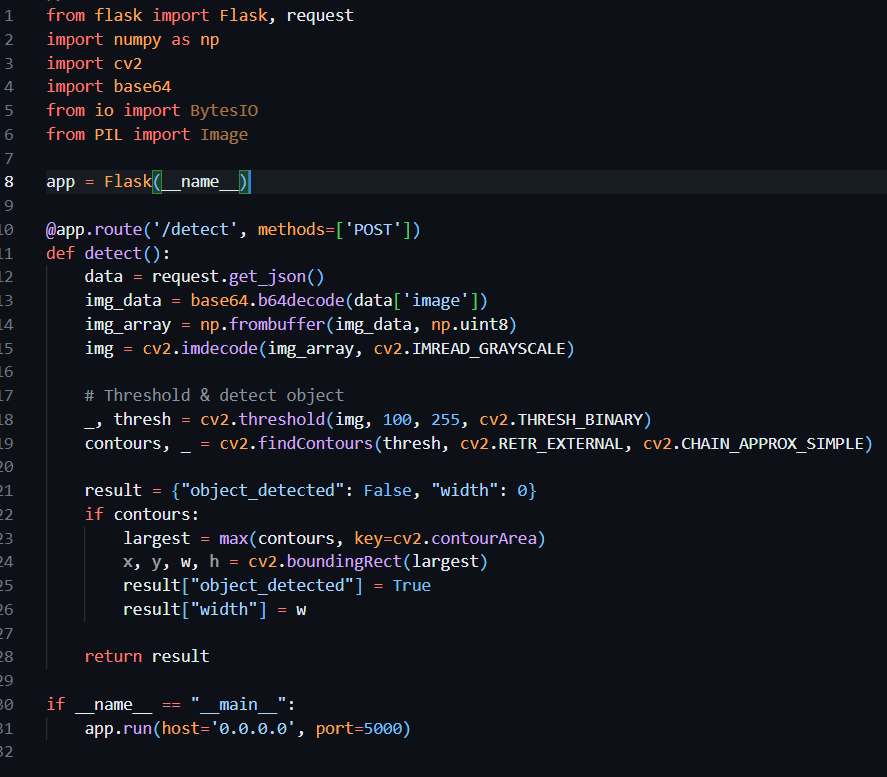 1 from flask import Flask, request
2 import numpy as np
3 import cv2
4 import base64
5 from io import BytesIO
6 from PIL import Image
7
8 app = Flask(__name__)
9
10 @app.route('/detect', methods=['POST'])
11 def detect():
12     data = request.get_json()
13     img_data = base64.b64decode(data['image'])
14     img_array = np.frombuffer(img_data, np.uint8)
15     img = cv2.imdecode(img_array, cv2.IMREAD_GRAYSCALE)
16
17     # Threshold & detect object
18     _, thresh = cv2.threshold(img, 100, 255, cv2.THRESH_BINARY)
19     contours, _ = cv2.findContours(thresh, cv2.RETR_EXTERNAL, cv2.CHAIN_APPROX_SIMPLE)
20
21     result = {"object_detected": False, "width": 0}
22     if contours:
23         largest = max(contours, key=cv2.contourArea)
24         x, y, w, h = cv2.boundingRect(largest)
25         result["object_detected"] = True
26         result["width"] = w
27
28     return result
29
30 if __name__ == "__main__":
31     app.run(host='0.0.0.0', port=5000)
32